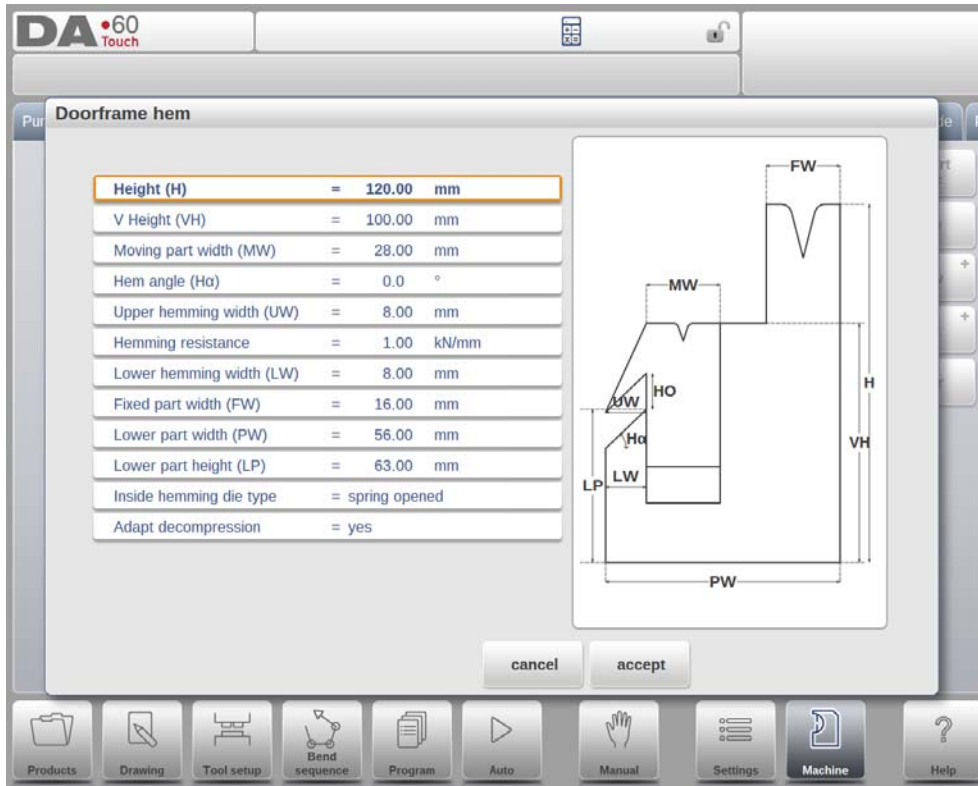 DA•60
Touch
Pur
Doorframe hem
Height (H) = 120.00 mm
V Height (VH) = 100.00 mm
Moving part width (MW) = 28.00 mm
Hem angle (Hα) = 0.0 °
Upper hemming width (UW) = 8.00 mm
Hemming resistance = 1.00 kN/mm
Lower hemming width (LW) = 8.00 mm
Fixed part width (FW) = 16.00 mm
Lower part width (PW) = 56.00 mm
Lower part height (LP) = 63.00 mm
Inside hemming die type = spring opened
Adapt decompression = yes
FW
MW
H
HO
UW
Hα
VH
LW
LP
PW
cancel accept
Products Drawing Tool setup Bend sequence Program Auto Manual Settings Machine Help